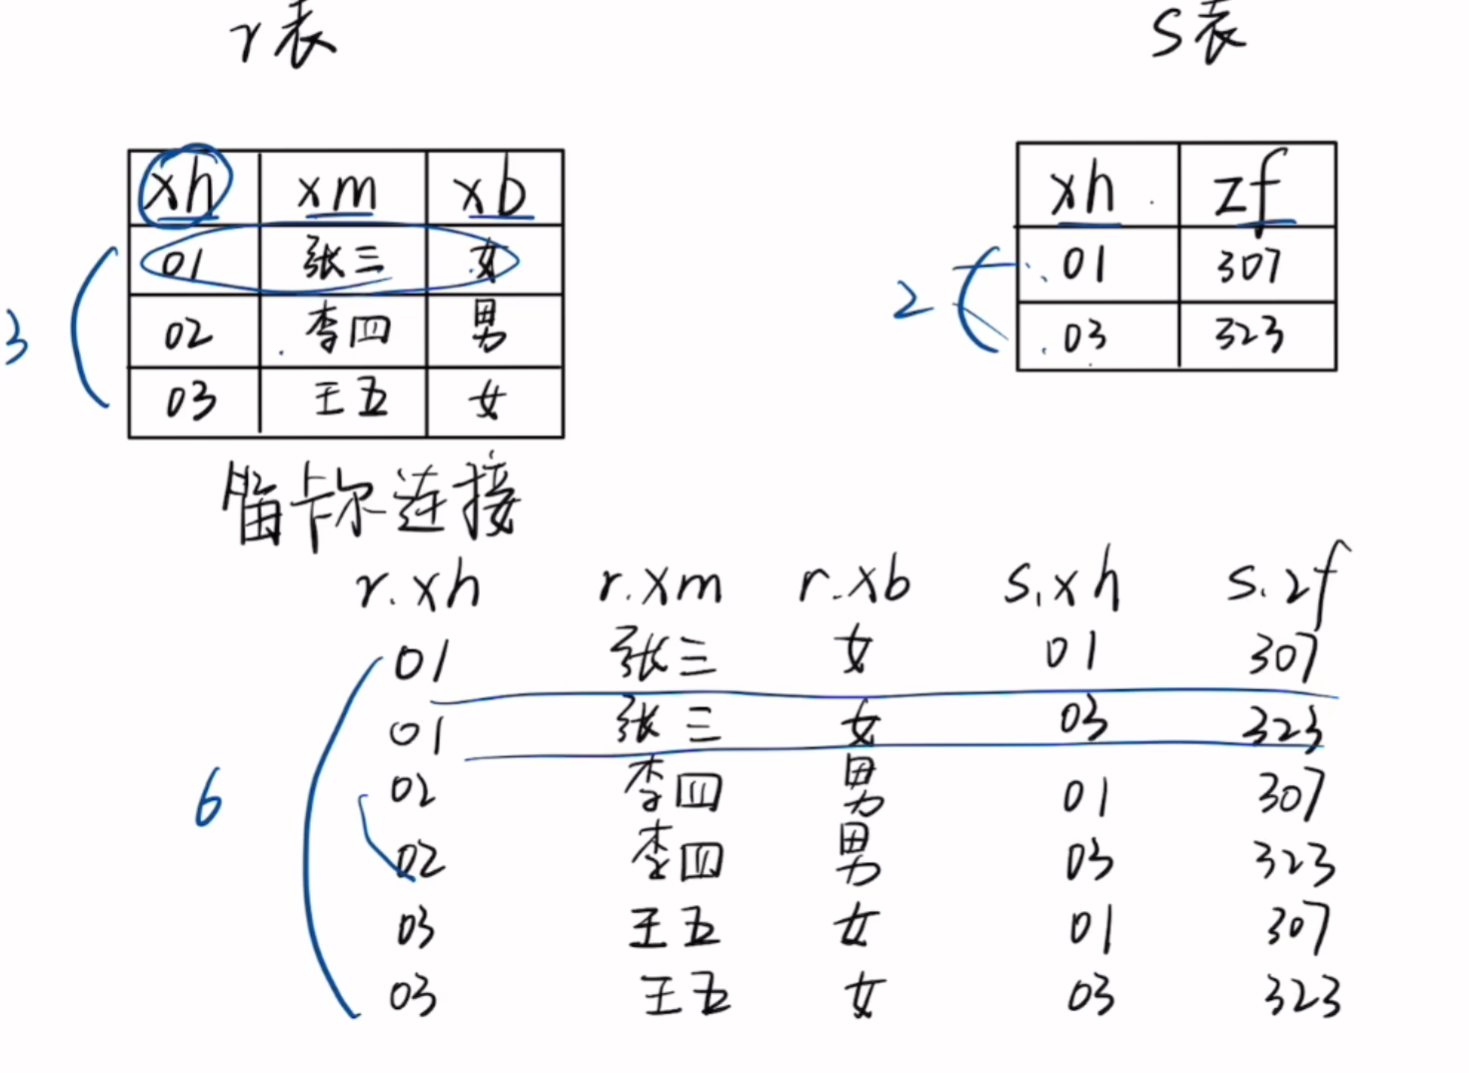 r表 s表
xh xm xb xh zf
01 张三 女 01 307
02 李四 男 03 323
03 王五 女
3 2
笛卡尔连接
r.xh r.xm r.xb s.xh s.zf
01 张三 女 01 307
01 张三 女 03 323
02 李四 男 01 307
02 李四 男 03 323
03 王五 女 01 307
03 王五 女 03 323
6